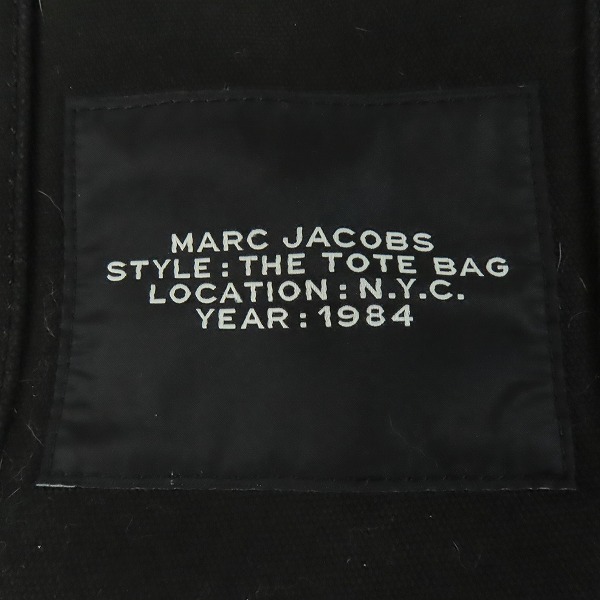 MARC JACOBS
STYLE : THE TOTE BAG
LOCATION : N.Y.C.
YEAR : 1984